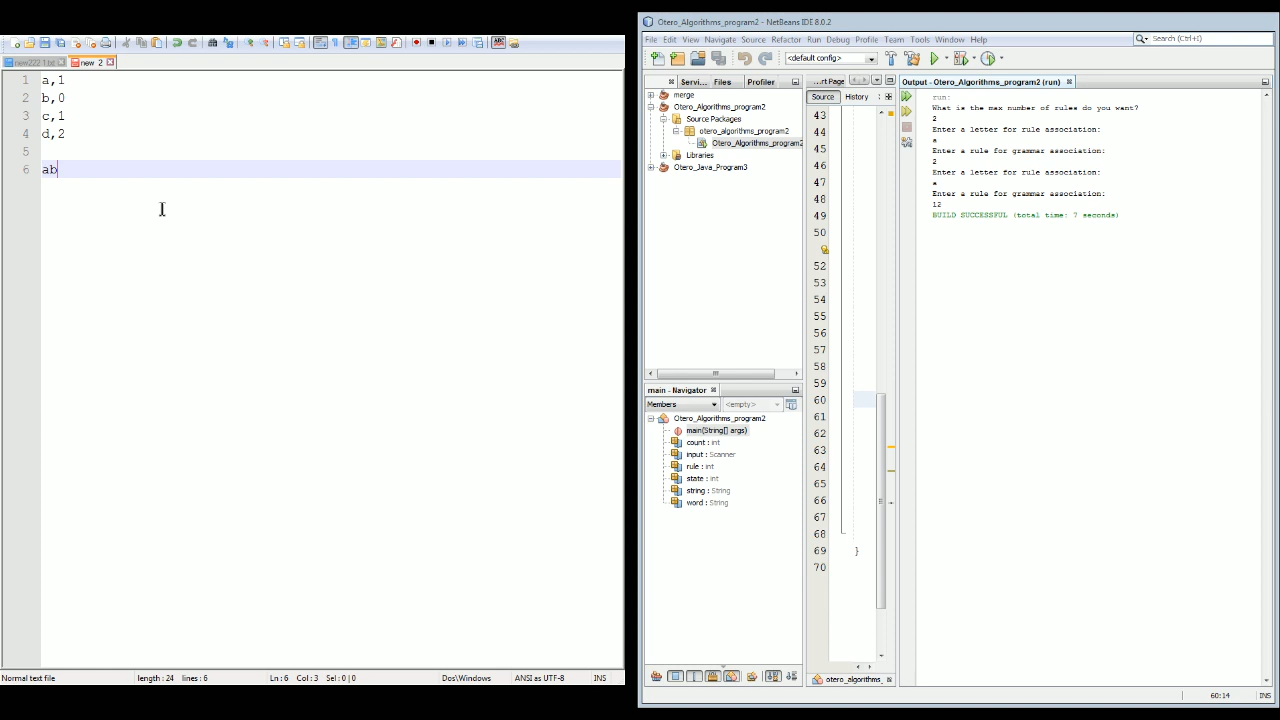 new222 1.txt
new 2
1 a,1
2 b,0
3 c,1
4 d,2
5
6 ab
Normal text file
length : 24 lines : 6
Ln : 6 Col : 3 Sel : 0 | 0
Dos\Windows
ANSI as UTF-8
INS
Otero_Algorithms_program2 - NetBeans IDE 8.0.2
File Edit View Navigate Source Refactor Run Debug Profile Team Tools Window Help
Search (Ctrl+I)
<default config>
Servi... Files Profiler
merge
Otero_Algorithms_program2
Source Packages
otero_algorithms_program2
Otero_Algorithms_program2
Libraries
Otero_Java_Program3
main - Navigator
Members
<empty>
Otero_Algorithms_program2
main(String[] args)
count : int
input : Scanner
rule : int
state : int
string : String
word : String
...rt Page
Source History
43
44
45
46
47
48
49
50
52
53
54
55
56
57
58
59
60
61
62
63
64
65
66
67
68
69 }
70
otero_algorithms_
Output - Otero_Algorithms_program2 (run)
run:
What is the max number of rules do you want?
2
Enter a letter for rule association:
a
Enter a rule for grammar association:
2
Enter a letter for rule association:
a
Enter a rule for grammar association:
12
BUILD SUCCESSFUL (total time: 7 seconds)
60:14
INS